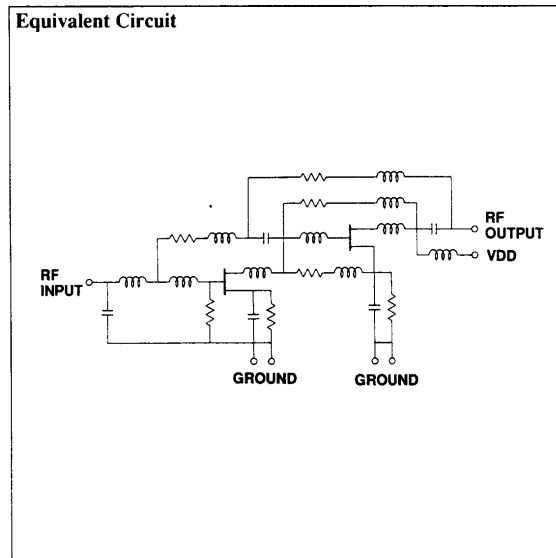 Equivalent Circuit
RF
OUTPUT
VDD
RF
INPUT
GROUND
GROUND